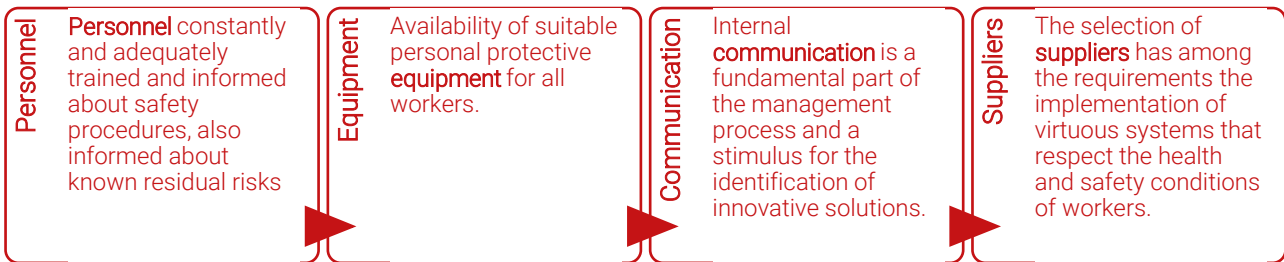 Personnel
Personnel constantly
and adequately
trained and informed
about safety
procedures, also
informed about
known residual risks
Equipment
Availability of suitable
personal protective
equipment for all
workers.
Communication
Internal
communication is a
fundamental part of
the management
process and a
stimulus for the
identification of
innovative solutions.
Suppliers
The selection of
suppliers has among
the requirements the
implementation of
virtuous systems that
respect the health
and safety conditions
of workers.